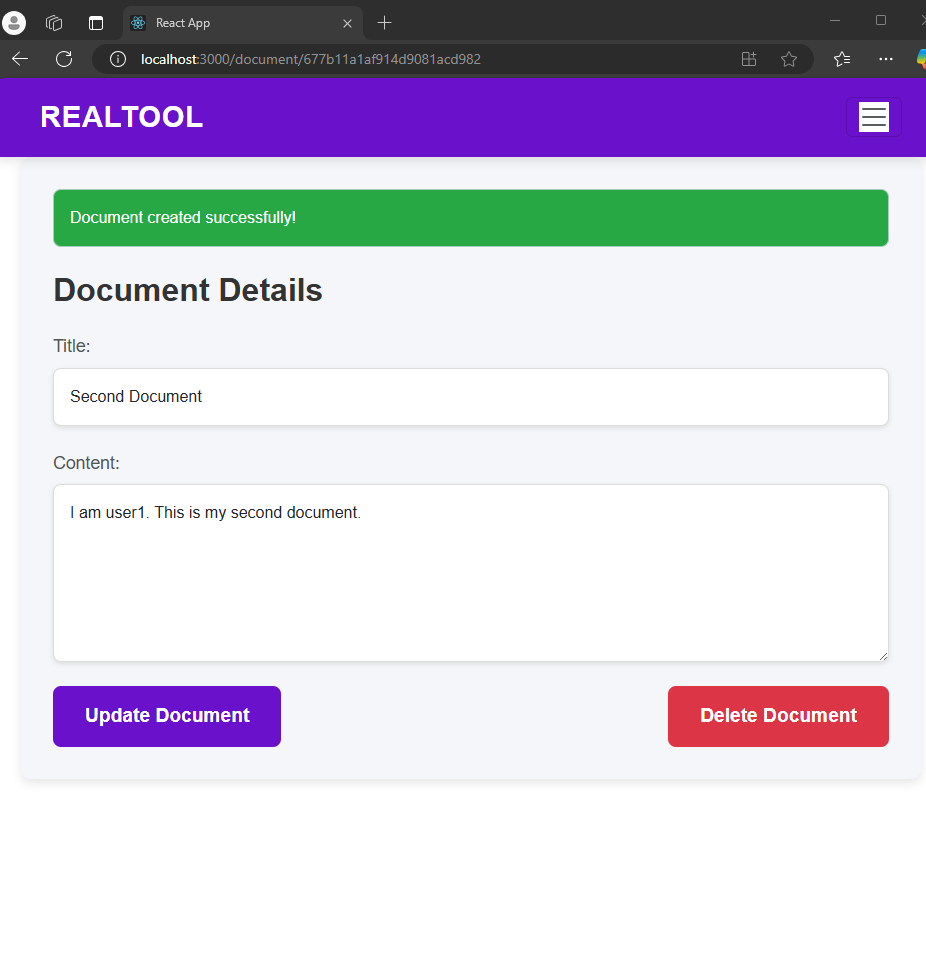 React App
localhost:3000/document/677b11a1af914d9081acd982
REALTOOL
Document created successfully!
Document Details
Title:
Second Document
Content:
I am user1. This is my second document.
Update Document
Delete Document